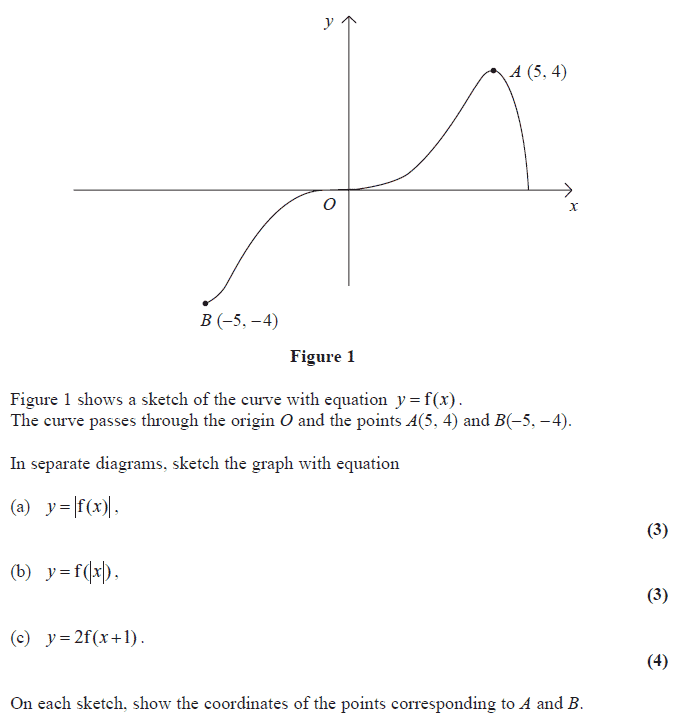 y
A (5, 4)
O
x
B (−5, −4)
Figure 1
Figure 1 shows a sketch of the curve with equation y = f(x).
The curve passes through the origin O and the points A(5, 4) and B(−5, −4).
In separate diagrams, sketch the graph with equation
(a) y = |f(x)|,
(3)
(b) y = f(|x|),
(3)
(c) y = 2f(x + 1).
(4)
On each sketch, show the coordinates of the points corresponding to A and B.